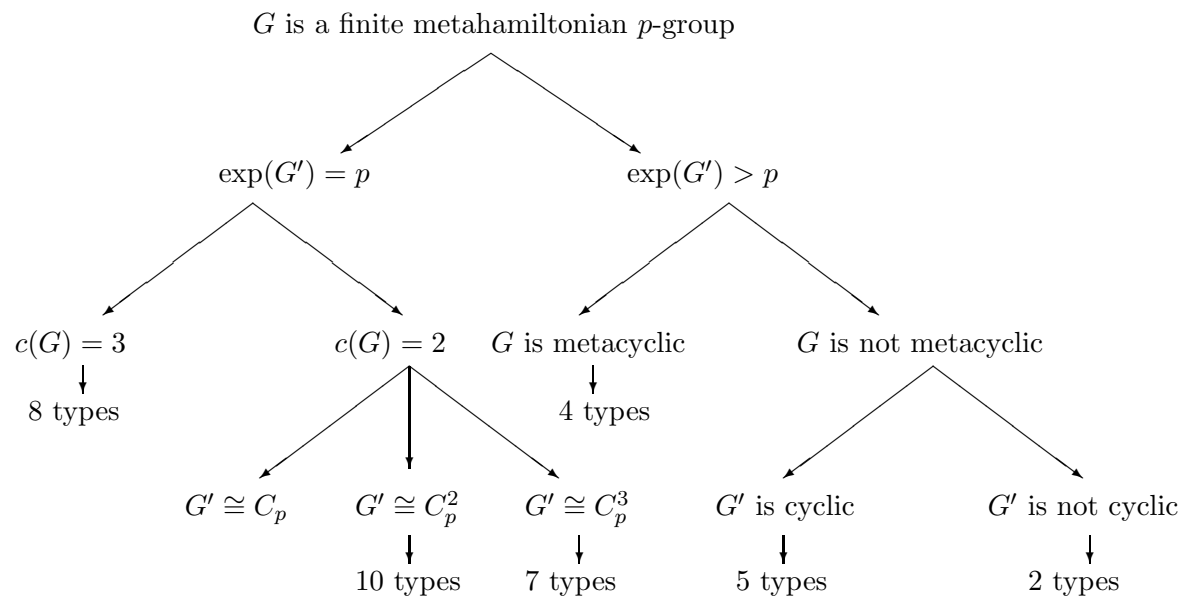 G is a finite metahamiltonian p-group
exp(G′) = p
exp(G′) > p
c(G) = 3
c(G) = 2
G is metacyclic
G is not metacyclic
8 types
4 types
G′ ≅ C_p
G′ ≅ C_p^2
G′ ≅ C_p^3
G′ is cyclic
G′ is not cyclic
10 types
7 types
5 types
2 types